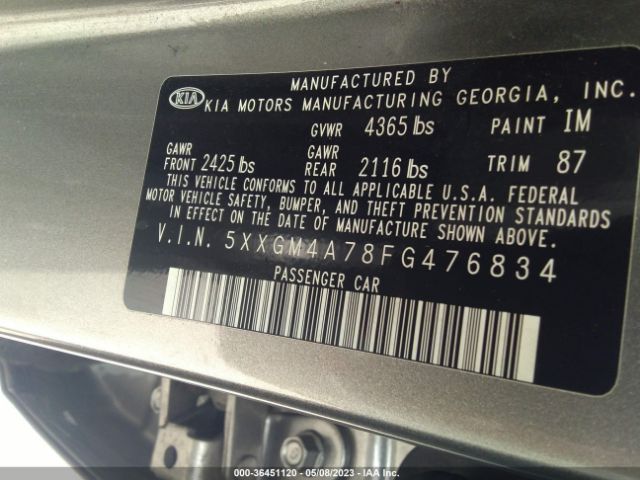 MANUFACTURED BY
KIA KIA MOTORS MANUFACTURING GEORGIA, INC.
GVWR 4365 lbs PAINT IM
GAWR FRONT 2425 lbs GAWR REAR 2116 lbs TRIM 87
THIS VEHICLE CONFORMS TO ALL APPLICABLE U.S.A. FEDERAL
MOTOR VEHICLE SAFETY, BUMPER, AND THEFT PREVENTION STANDARDS
IN EFFECT ON THE DATE OF MANUFACTURE SHOWN ABOVE.
V.I.N. 5XXGM4A78FG476834
PASSENGER CAR
000-36451120 - 05/08/2023 - IAA Inc.